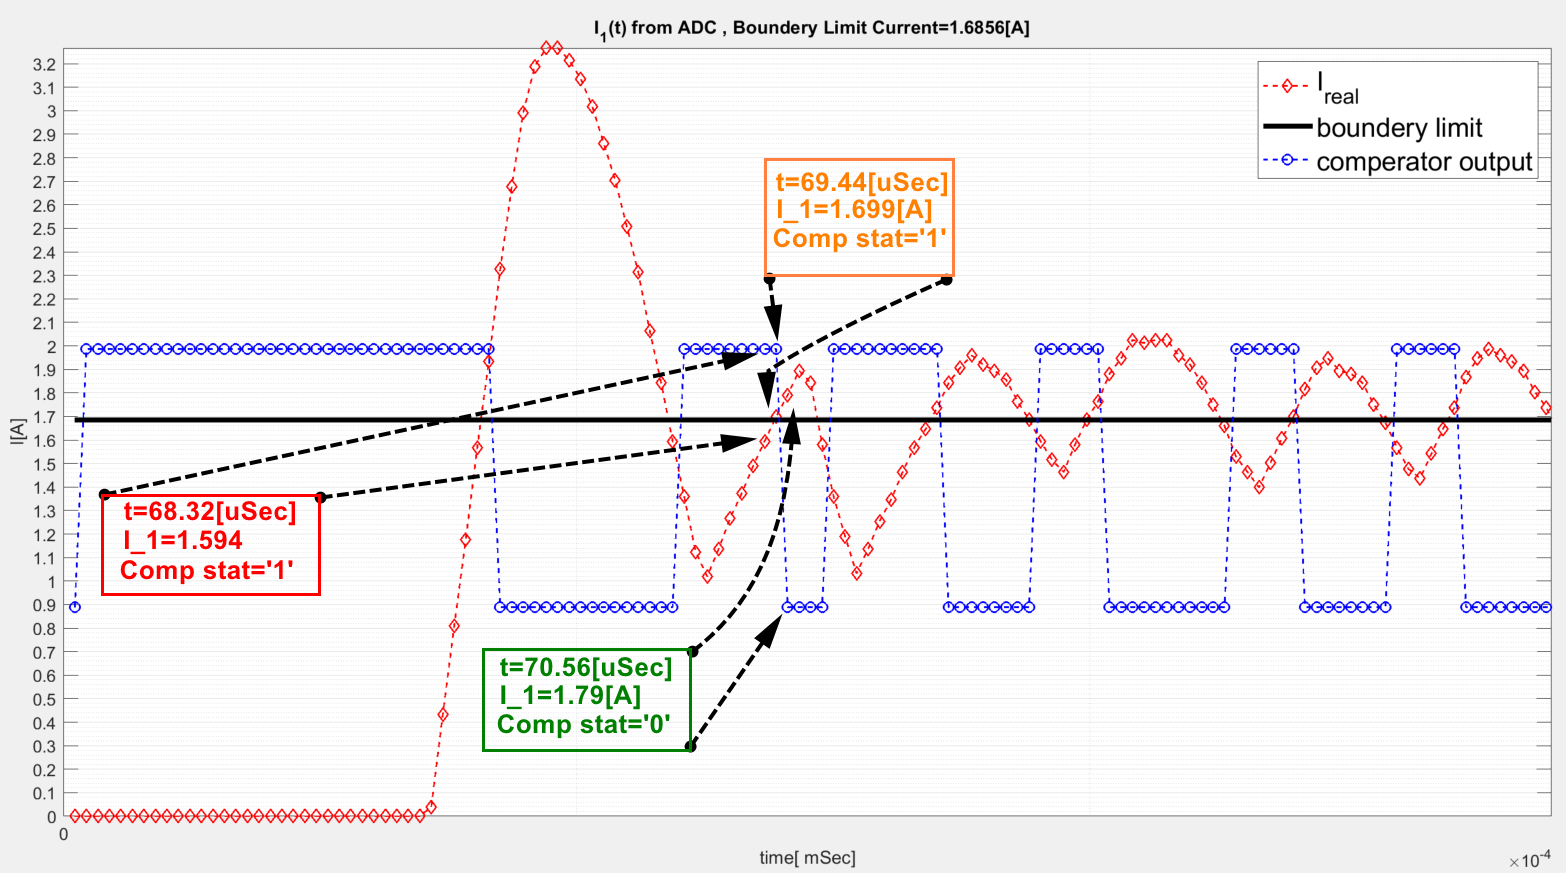 I1(t) from ADC , Boundery Limit Current=1.6856[A]
I[A]
3.2
3.1
3
2.9
2.8
2.7
2.6
2.5
2.4
2.3
2.2
2.1
2
1.9
1.8
1.7
1.6
1.5
1.4
1.3
1.2
1.1
1
0.9
0.8
0.7
0.6
0.5
0.4
0.3
0.2
0.1
0
Ireal
boundery limit
comperator output
t=69.44[uSec]
I_1=1.699[A]
Comp stat='1'
t=68.32[uSec]
I_1=1.594
Comp stat='1'
t=70.56[uSec]
I_1=1.79[A]
Comp stat='0'
0
time[ mSec]
×10-4